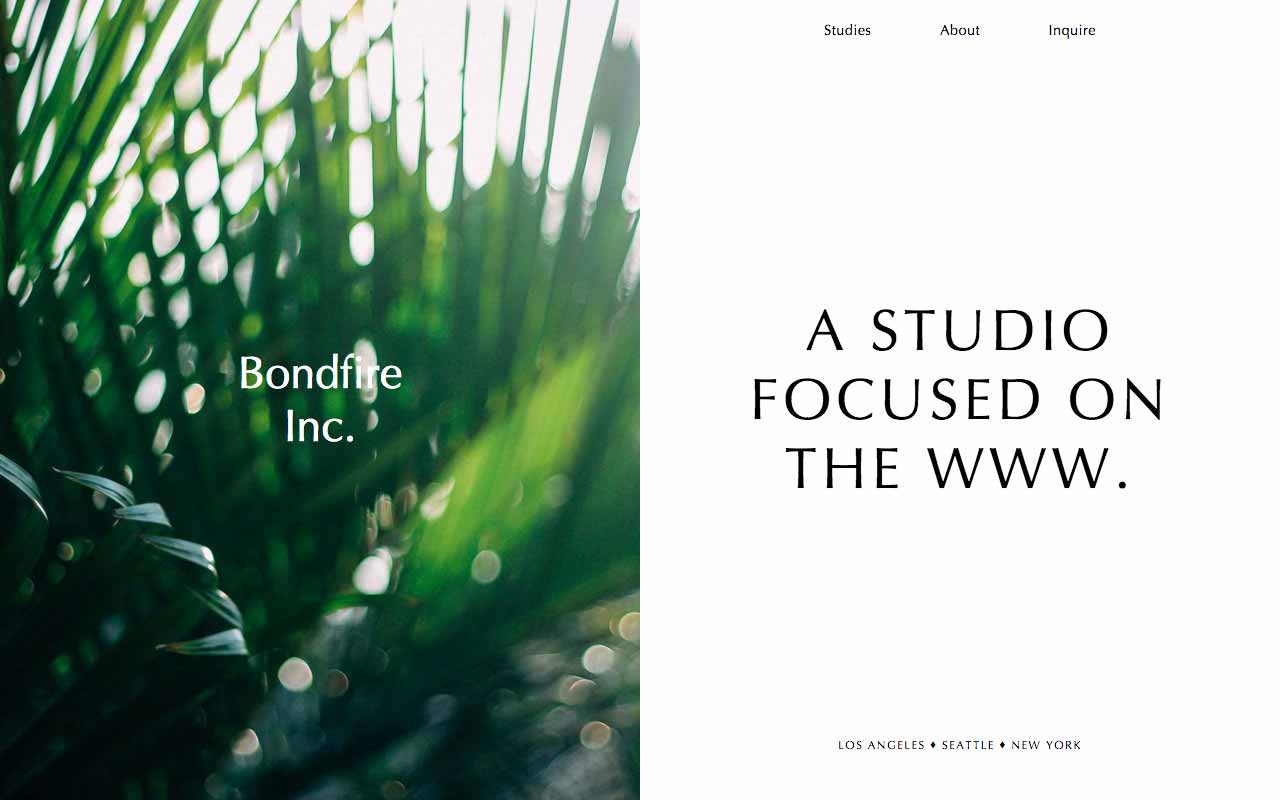 Studies About Inquire
Bondfire
Inc.
A STUDIO
FOCUSED ON
THE WWW.
LOS ANGELES ♦ SEATTLE ♦ NEW YORK